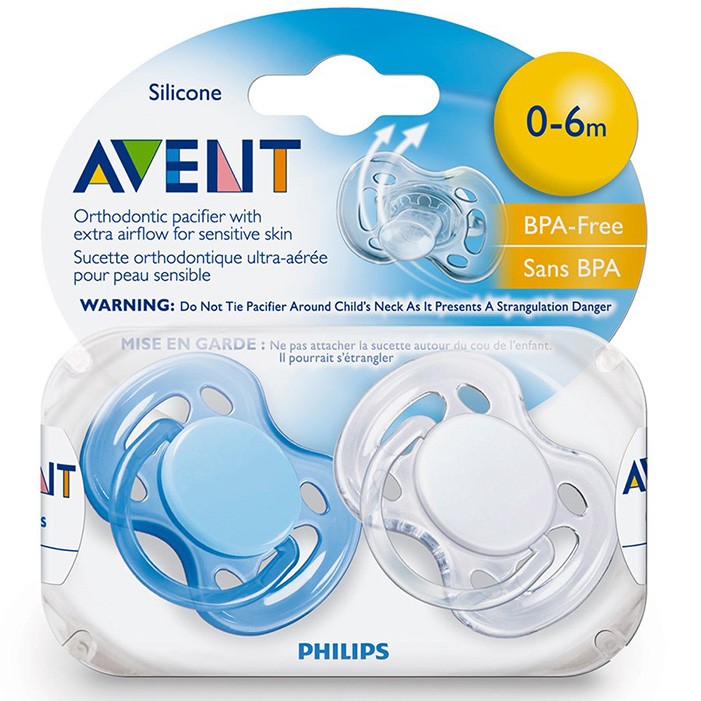 Silicone
0-6m
AVENT
Orthodontic pacifier with
extra airflow for sensitive skin
Sucette orthodontique ultra-aérée
pour peau sensible
BPA-Free
Sans BPA
WARNING: Do Not Tie Pacifier Around Child's Neck As It Presents A Strangulation Danger
MISE EN GARDE : Ne pas attacher la sucette autour du cou de l'enfant.
Il pourrait s'étrangler
NT
A
S
PHILIPS